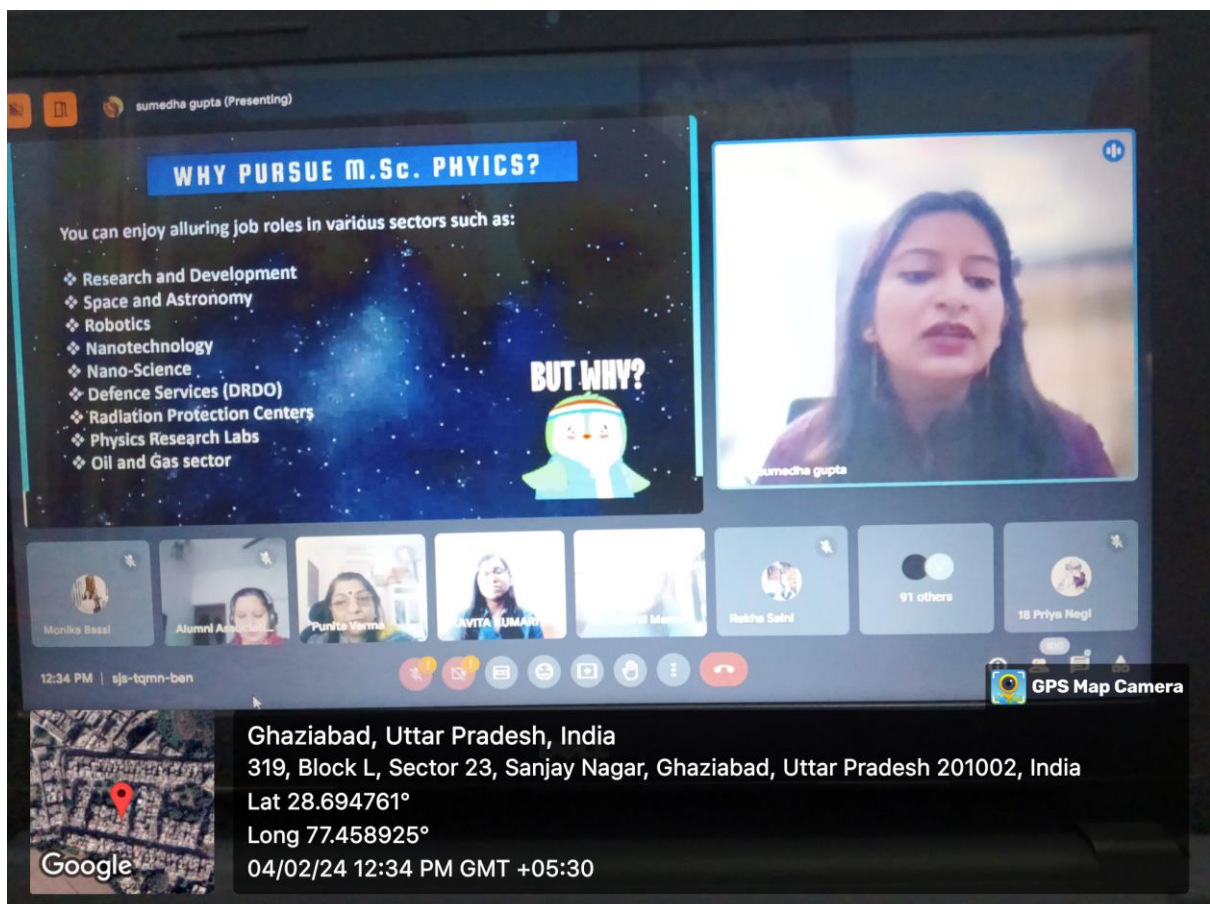 sumedha gupta (Presenting)
WHY PURSUE M.Sc. PHYICS?
You can enjoy alluring job roles in various sectors such as:
❖ Research and Development
❖ Space and Astronomy
❖ Robotics
❖ Nanotechnology
❖ Nano-Science
❖ Defence Services (DRDO)
❖ Radiation Protection Centers
❖ Physics Research Labs
❖ Oil and Gas sector
BUT WHY?
sumedha gupta
Monika Bassi
Alumni
Punita Verma
KAVITA KUMARI
Rekha Saini
91 others
18 Priya Negi
12:34 PM | sjs-tqmn-ben
GPS Map Camera
Ghaziabad, Uttar Pradesh, India
319, Block L, Sector 23, Sanjay Nagar, Ghaziabad, Uttar Pradesh 201002, India
Lat 28.694761°
Long 77.458925°
04/02/24 12:34 PM GMT +05:30
Google